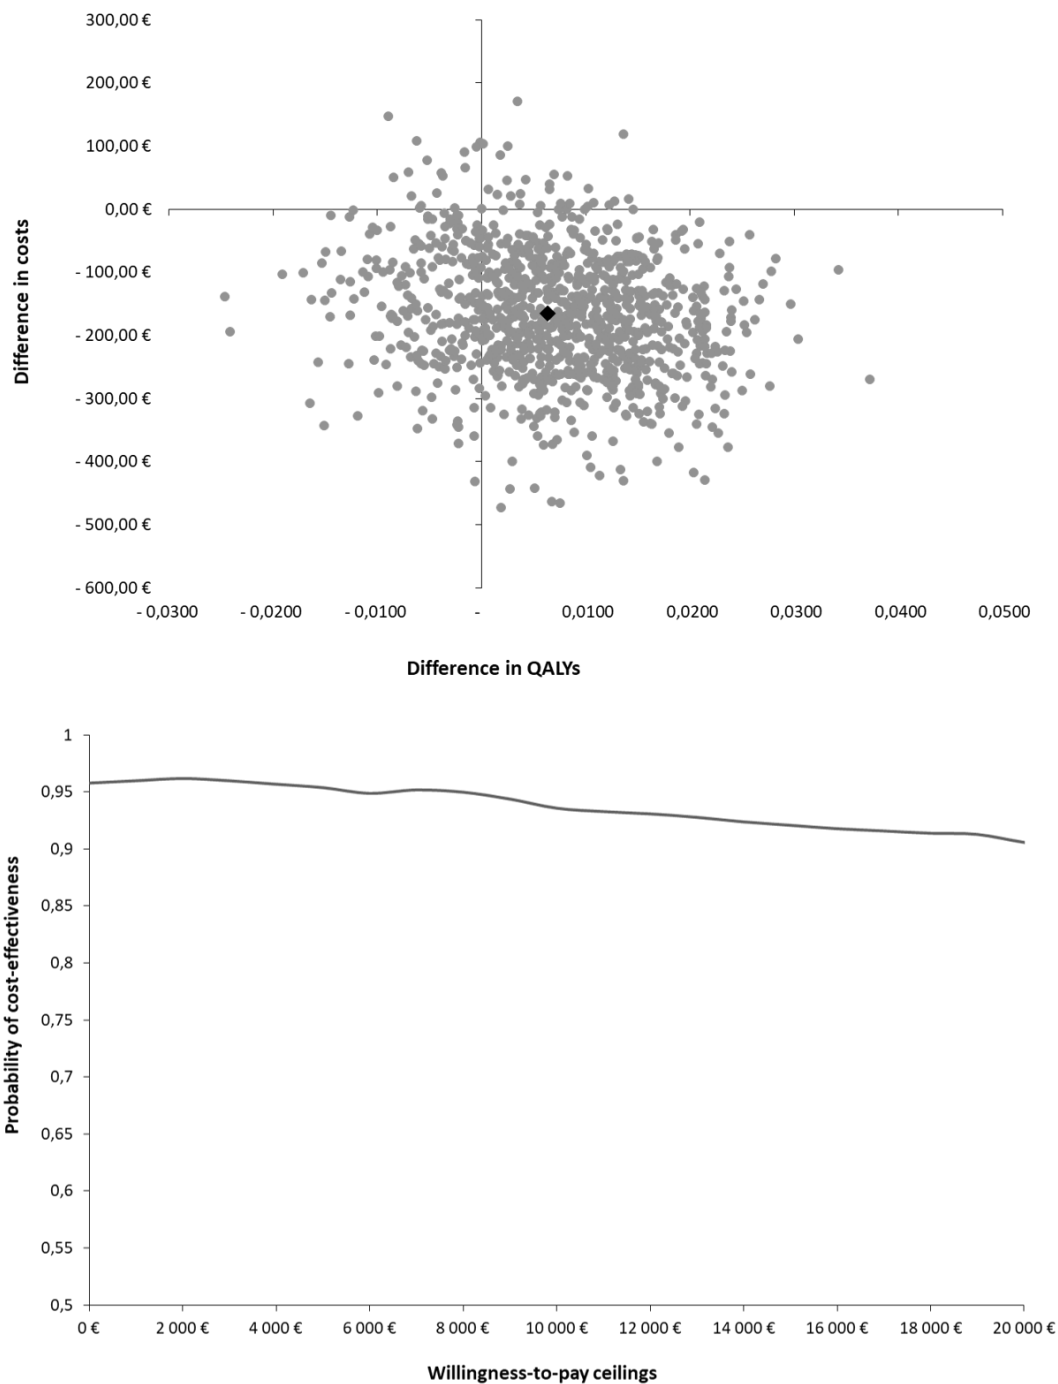 300,00 €
200,00 €
100,00 €
0,00 €
- 100,00 €
- 200,00 €
- 300,00 €
- 400,00 €
- 500,00 €
- 600,00 €
Difference in costs
- 0,0300 - 0,0200 - 0,0100 - 0,0100 0,0200 0,0300 0,0400 0,0500
Difference in QALYs
1
0,95
0,9
0,85
0,8
0,75
0,7
0,65
0,6
0,55
0,5
Probability of cost-effectiveness
0 € 2 000 € 4 000 € 6 000 € 8 000 € 10 000 € 12 000 € 14 000 € 16 000 € 18 000 € 20 000 €
Willingness-to-pay ceilings